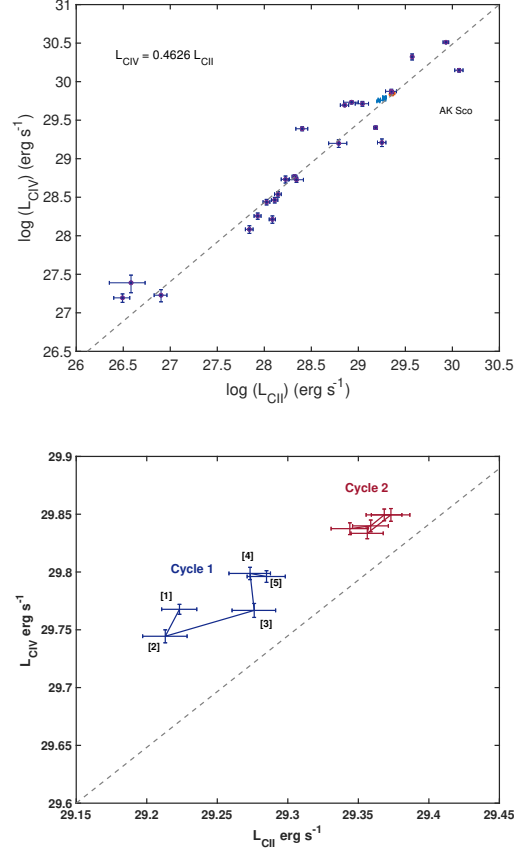 31
30.5
30
29.5
29
28.5
28
27.5
27
26.5
log (L_CIV) (erg s⁻¹)
L_CIV = 0.4626 L_CII
AK Sco
26 26.5 27 27.5 28 28.5 29 29.5 30 30.5
log (L_CII) (erg s⁻¹)
29.9
29.85
29.8
29.75
29.7
29.65
29.6
L_CIV erg s⁻¹
Cycle 2
Cycle 1
[4]
[5]
[1]
[3]
[2]
29.15 29.2 29.25 29.3 29.35 29.4 29.45
L_CII erg s⁻¹